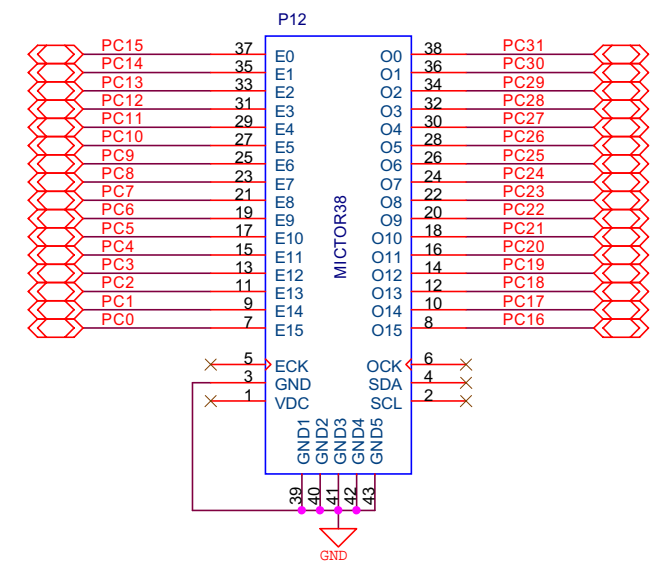 P12
PC15 37 E0 O0 38 PC31
PC14 35 E1 O1 36 PC30
PC13 33 E2 O2 34 PC29
PC12 31 E3 O3 32 PC28
PC11 29 E4 O4 30 PC27
PC10 27 E5 O5 28 PC26
PC9 25 E6 O6 26 PC25
PC8 23 E7 O7 24 PC24
PC7 21 E8 O8 22 PC23
PC6 19 E9 O9 20 PC22
PC5 17 E10 O10 18 PC21
PC4 15 E11 O11 16 PC20
PC3 13 E12 O12 14 PC19
PC2 11 E13 O13 12 PC18
PC1 9 E14 O14 10 PC17
PC0 7 E15 O15 8 PC16
MICTOR38
5 ECK OCK 6
3 GND SDA 4
1 VDC SCL 2
GND1 GND2 GND3 GND4 GND5
39 40 41 42 43
GND